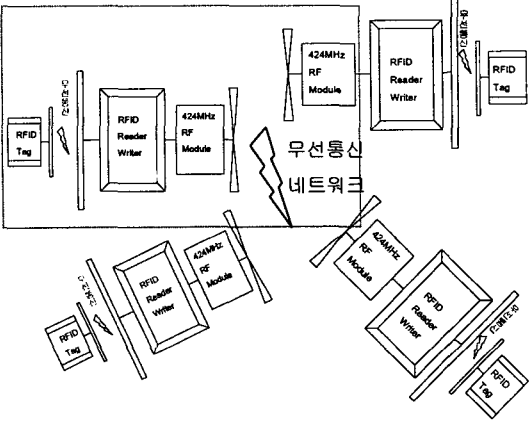 424MHz
RF
Module
RFID
Reader
Writer
RFID
Tag
RFID
Tag
RFID
Reader
Writer
424MHz
RF
Module
무선통신
네트워크
424MHz
RF
Module
RFID
Reader
Writer
RFID
Tag
424MHz
RF
Module
RFID
Reader
Writer
RFID
Tag